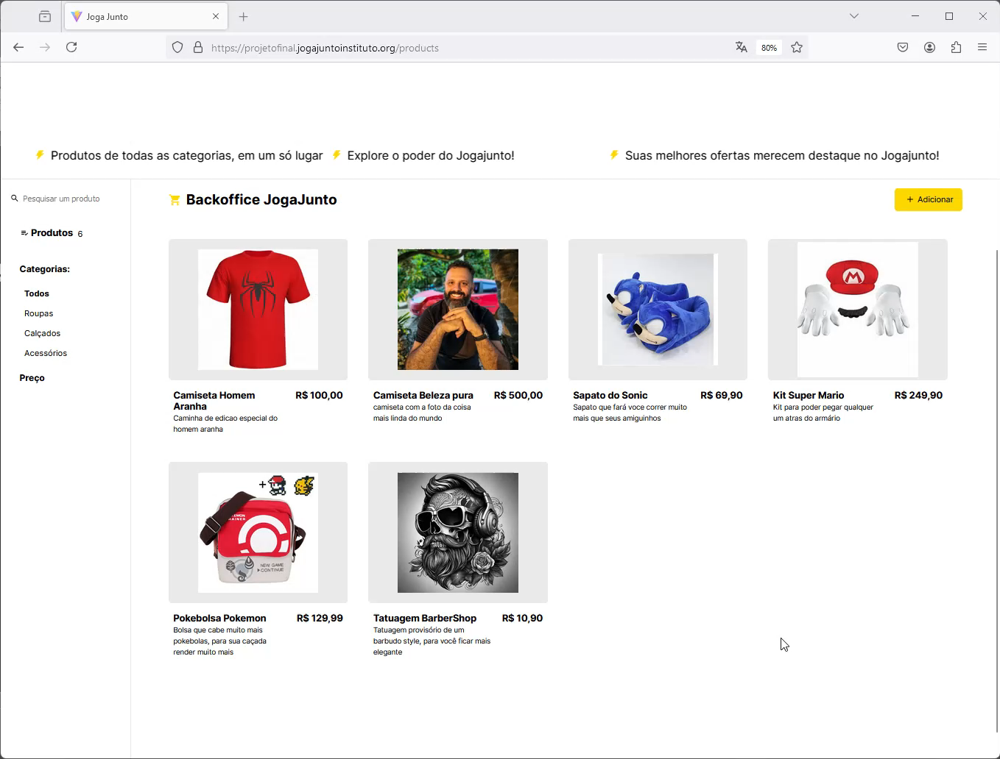 Joga Junto
https://projetofinal.jogajuntoinstituto.org/products
80%
Produtos de todas as categorias, em um só lugar
Explore o poder do Jogajunto!
Suas melhores ofertas merecem destaque no Jogajunto!
Pesquisar um produto
Produtos 6
Categorias:
Todos
Roupas
Calçados
Acessórios
Preço
Backoffice JogaJunto
+ Adicionar
Camiseta Homem
Aranha
R$ 100,00
Caminha de edicao especial do
homem aranha
Camiseta Beleza pura
R$ 500,00
camiseta com a foto da coisa
mais linda do mundo
Sapato do Sonic
R$ 69,90
Sapato que fará voce correr muito
mais que seus amiguinhos
M
Kit Super Mario
R$ 249,90
Kit para poder pegar qualquer
um atras do armário
+
NEW GAME
CONTINUE
Pokebolsa Pokemon
R$ 129,99
Bolsa que cabe muito mais
pokebolas, para sua caçada
render muito mais
Tatuagem BarberShop
R$ 10,90
Tatuagem provisório de um
barbudo style, para você ficar mais
elegante